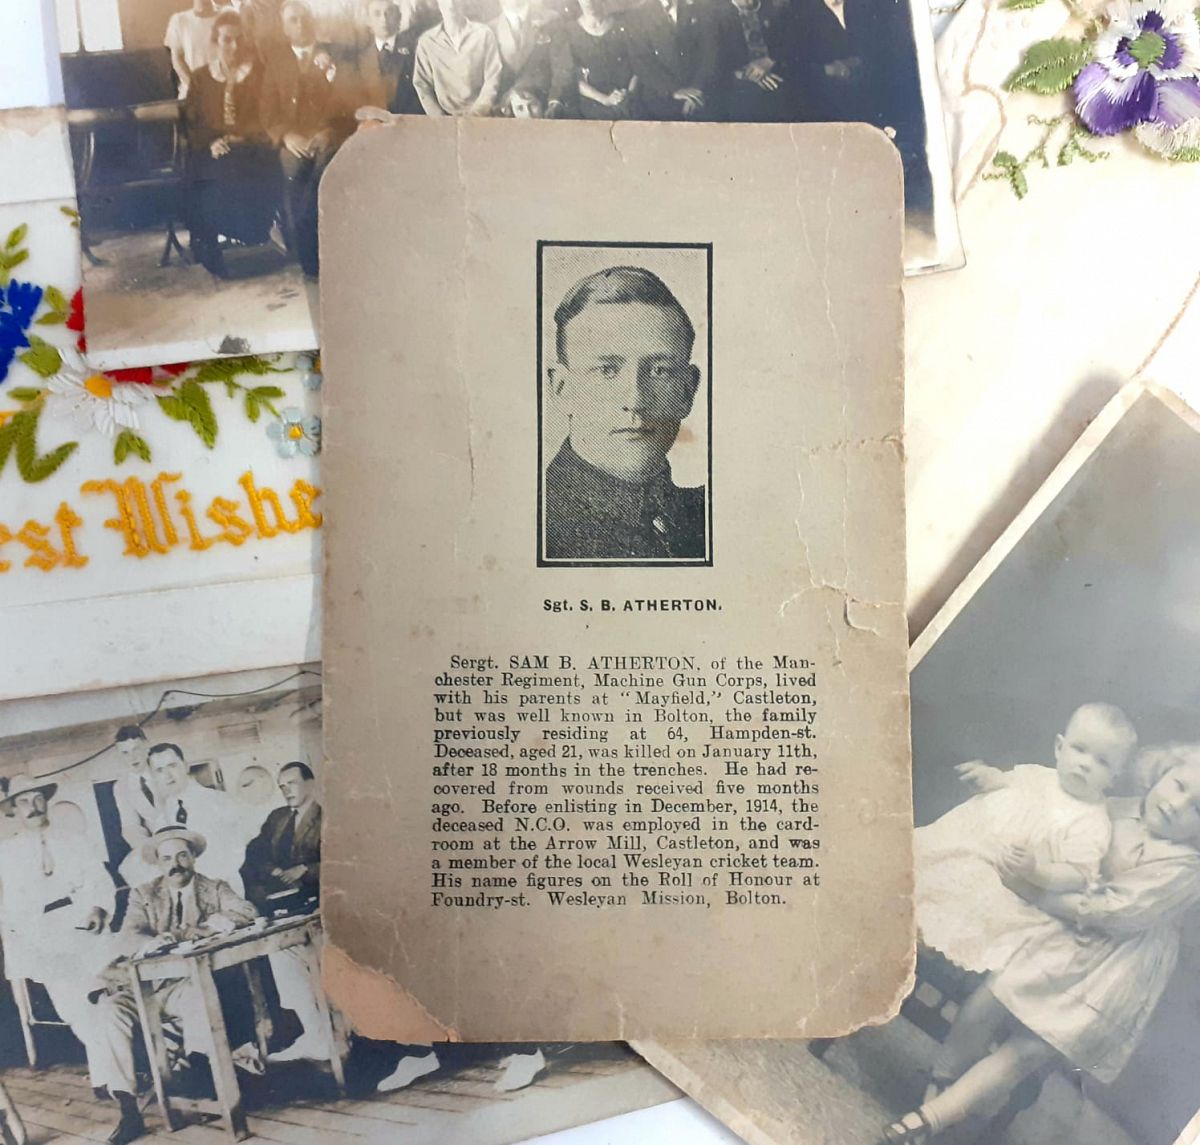 est Wishe
Sgt. S. B. ATHERTON.
Sergt. SAM B. ATHERTON, of the Man-
chester Regiment, Machine Gun Corps, lived
with his parents at "Mayfield," Castleton,
but was well known in Bolton, the family
previously residing at 64, Hampden-st.
Deceased, aged 21, was killed on January 11th,
after 18 months in the trenches. He had re-
covered from wounds received five months
ago. Before enlisting in December, 1914, the
deceased N.C.O. was employed in the card-
room at the Arrow Mill, Castleton, and was
a member of the local Wesleyan cricket team.
His name figures on the Roll of Honour at
Foundry-st. Wesleyan Mission, Bolton.